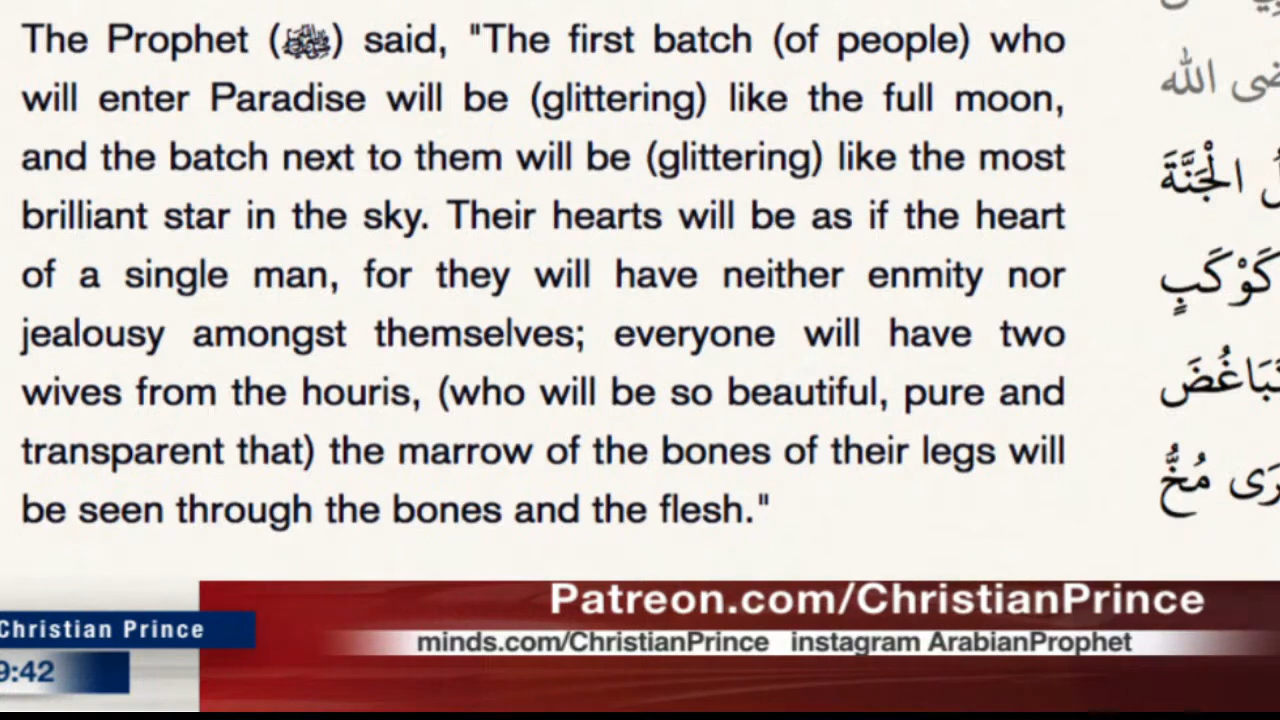 The Prophet (ﷺ) said, "The first batch (of people) who
will enter Paradise will be (glittering) like the full moon,
and the batch next to them will be (glittering) like the most
brilliant star in the sky. Their hearts will be as if the heart
of a single man, for they will have neither enmity nor
jealousy amongst themselves; everyone will have two
wives from the houris, (who will be so beautiful, pure and
transparent that) the marrow of the bones of their legs will
be seen through the bones and the flesh."
الله
الْجَنَّةَ
كَوْكَبٍ
مُخُّ
Patreon.com/ChristianPrince
minds.com/ChristianPrince instagram ArabianProphet
Christian Prince
9:42